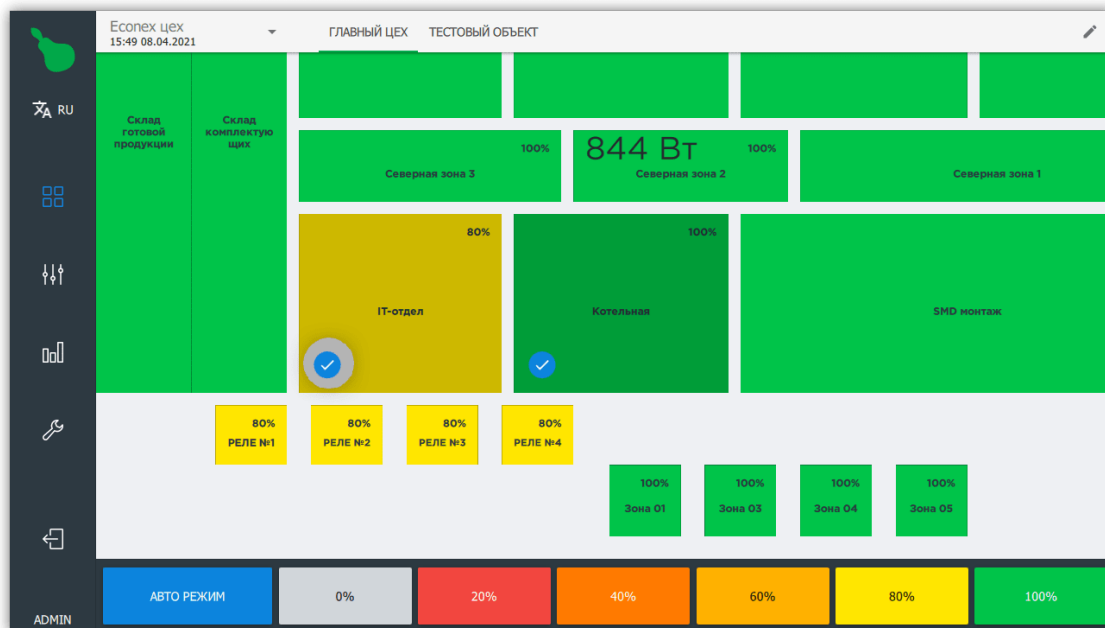 Econex цех
15:49 08.04.2021
ГЛАВНЫЙ ЦЕХ
ТЕСТОВЫЙ ОБЪЕКТ
RU
Склад
готовой
продукции
Склад
комплектую
щих
100%
Северная зона 3
844 Вт
100%
Северная зона 2
Северная зона 1
80%
IT-отдел
100%
Котельная
SMD монтаж
80%
РЕЛЕ №1
80%
РЕЛЕ №2
80%
РЕЛЕ №3
80%
РЕЛЕ №4
100%
Зона 01
100%
Зона 03
100%
Зона 04
100%
Зона 05
АВТО РЕЖИМ
0%
20%
40%
60%
80%
100%
ADMIN